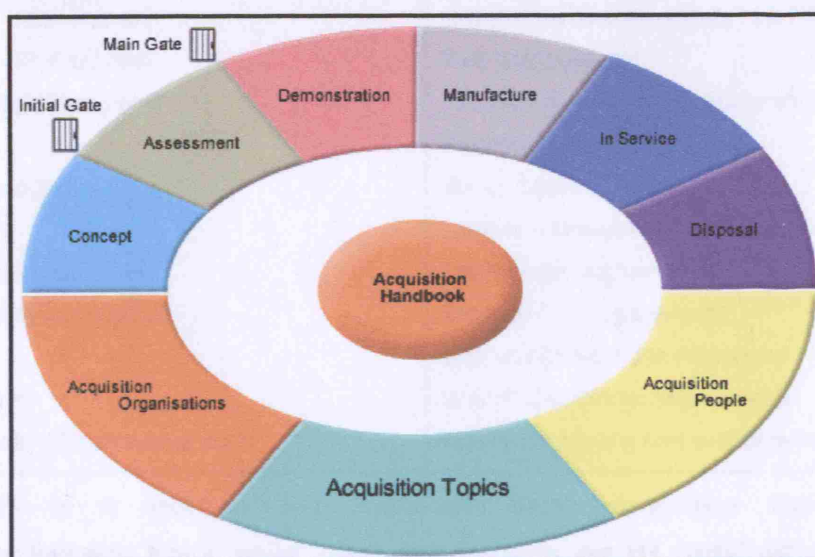 Main Gate
Initial Gate
Demonstration
Manufacture
Assessment
In Service
Concept
Disposal
Acquisition
Handbook
Acquisition
Organisations
Acquisition
People
Acquisition Topics